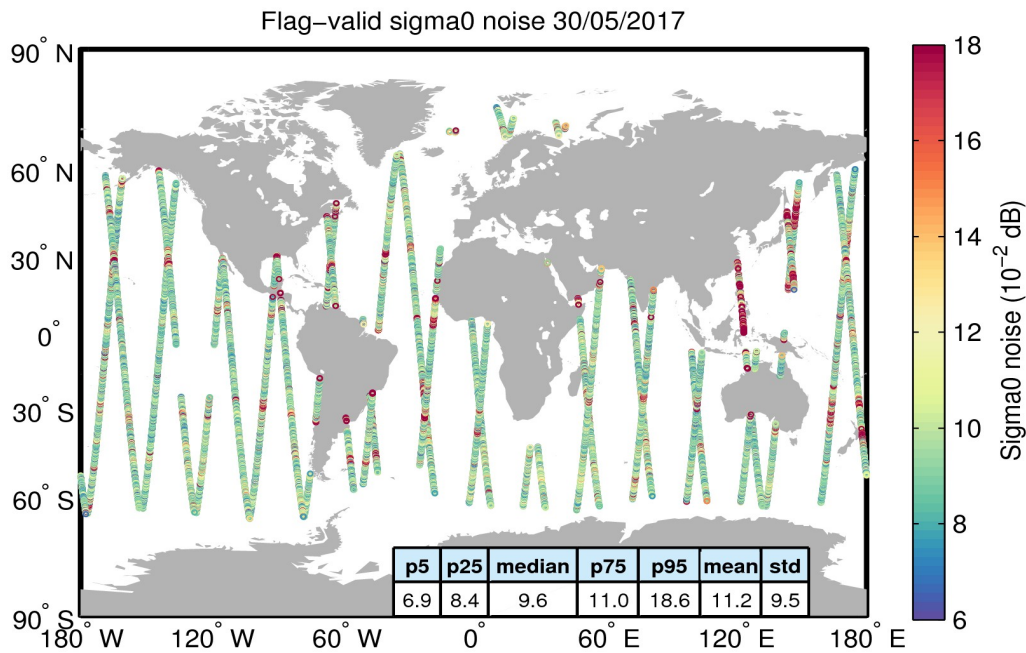 Flag−valid sigma0 noise 30/05/2017
90° N
60° N
30° N
0°
30° S
60° S
90° S
180° W
120° W
60° W
0°
60° E
120° E
180° E
p5 p25 median p75 p95 mean std
6.9 8.4 9.6 11.0 18.6 11.2 9.5
18
16
14
12
10
8
6
Sigma0 noise (10⁻² dB)